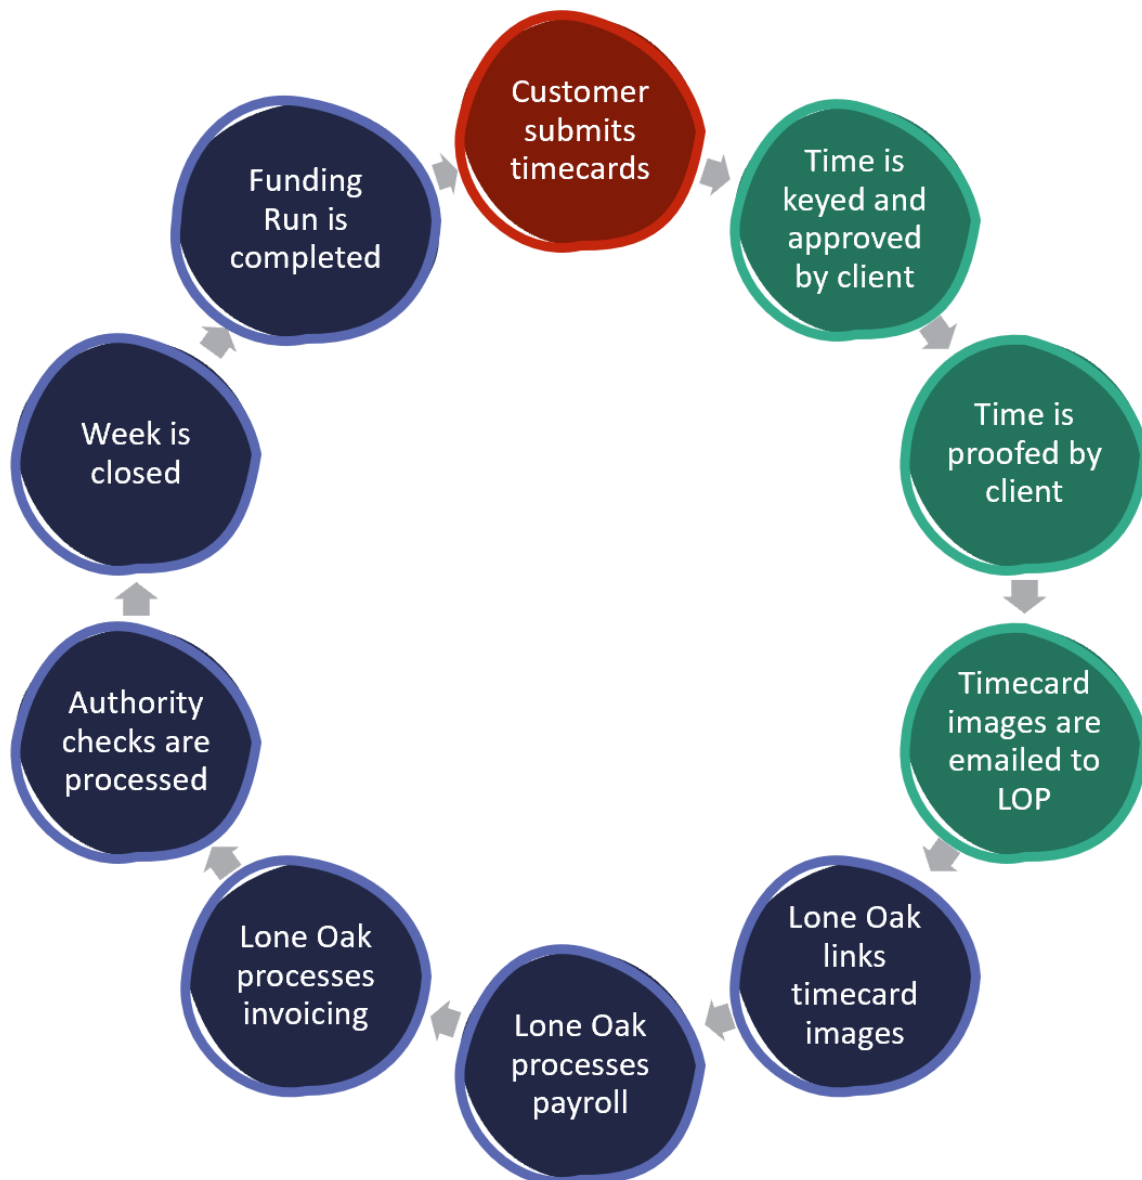 Customer
submits
timecards
Time is
keyed and
approved
by client
Time is
proofed by
client
Timecard
images are
emailed to
LOP
Lone Oak
links
timecard
images
Lone Oak
processes
payroll
Lone Oak
processes
invoicing
Authority
checks are
processed
Week is
closed
Funding
Run is
completed